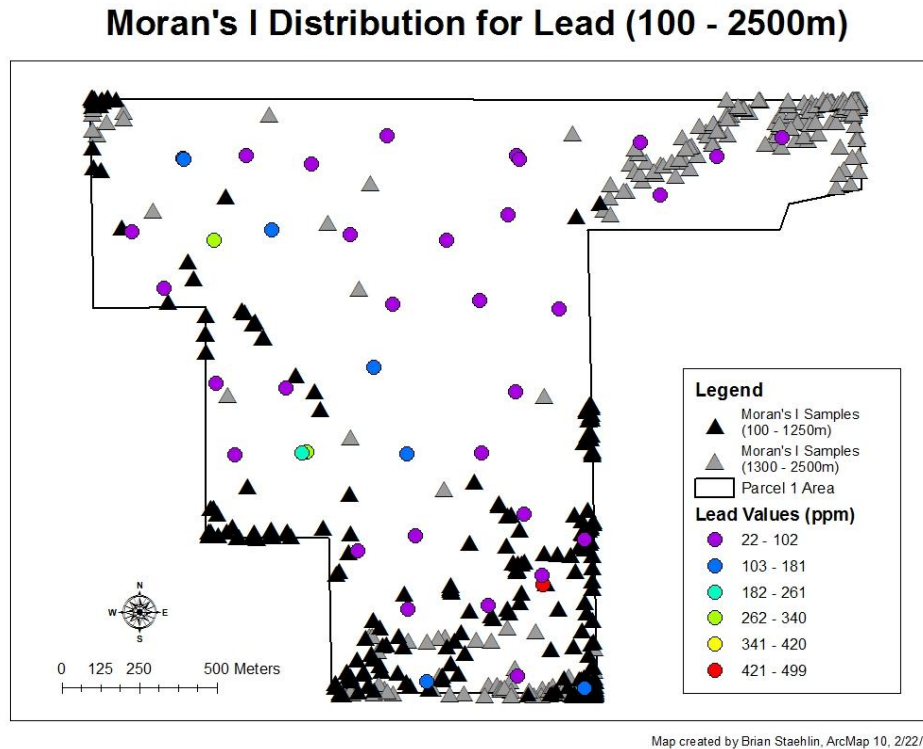 Moran's I Distribution for Lead (100 - 2500m)
Legend
Moran's I Samples
(100 - 1250m)
Moran's I Samples
(1300 - 2500m)
Parcel 1 Area
Lead Values (ppm)
22 - 102
103 - 181
182 - 261
262 - 340
341 - 420
421 - 499
N
W E
S
0 125 250 500 Meters
Map created by Brian Staehlin, ArcMap 10, 2/22/